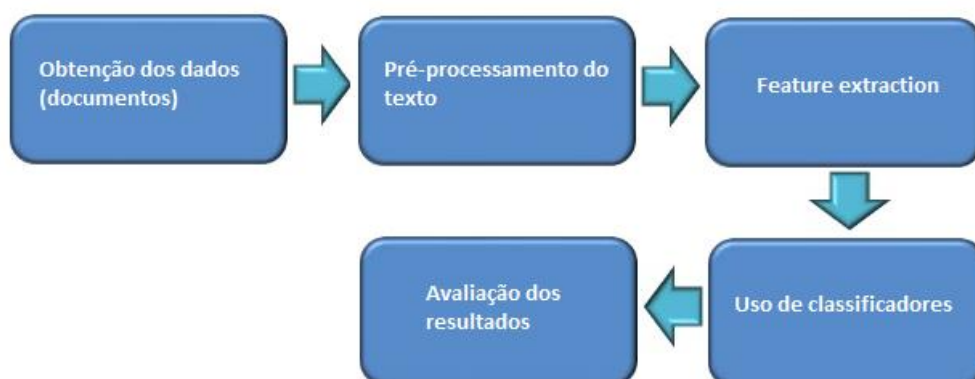 Obtenção dos dados
(documentos)
Pré-processamento do
texto
Feature extraction
Uso de classificadores
Avaliação dos
resultados